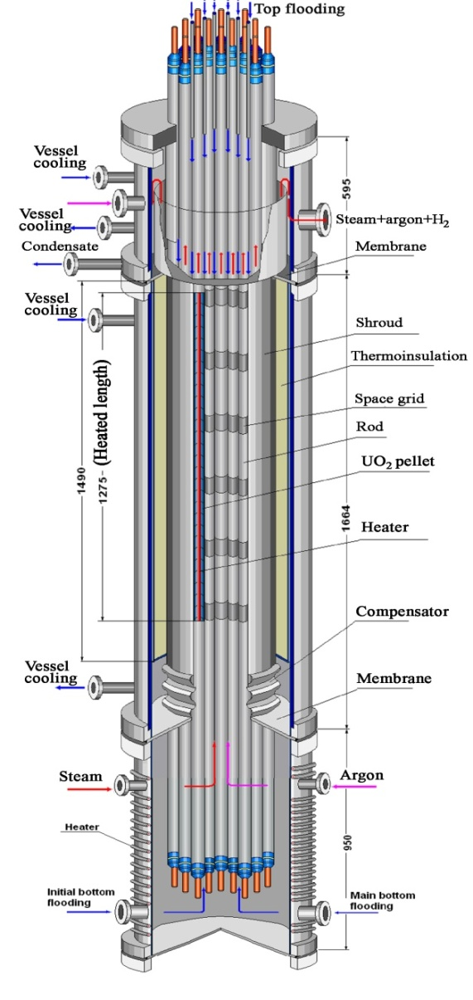 Top flooding
Vessel
cooling
595
Vessel
cooling
Steam+argon+H₂
Condensate
Membrane
Vessel
cooling
Shroud
Thermoinsulation
1275- (Heated length)
Space grid
Rod
UO₂ pellet
1490
1664
Heater
Compensator
Vessel
cooling
Membrane
Steam
Argon
Heater
950
Initial bottom
flooding
Main bottom
flooding